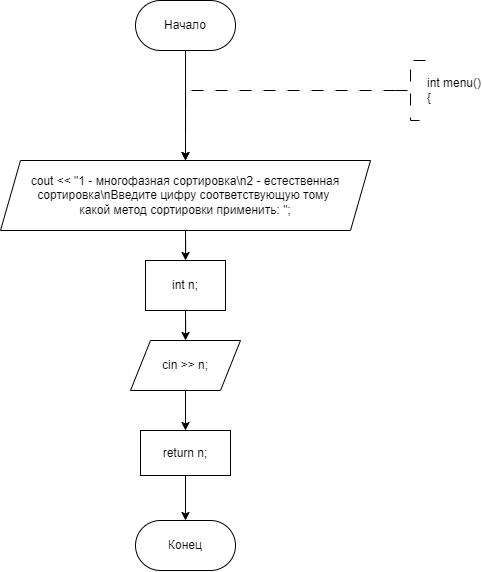 Начало
int menu()
{
cout << "1 - многофазная сортировка\n2 - естественная
сортировка\nВведите цифру соответствующую тому
какой метод сортировки применить: ";
int n;
cin >> n;
return n;
Конец